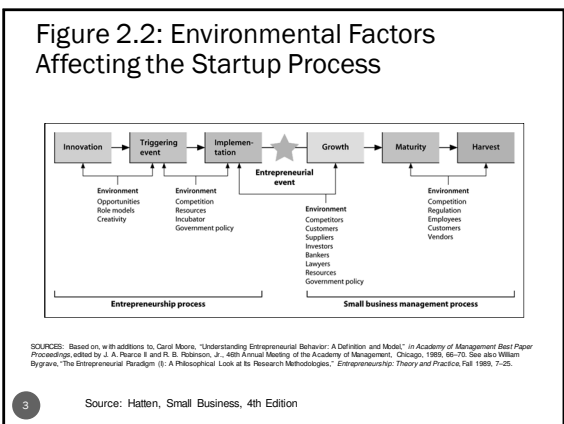 Figure 2.2: Environmental Factors
Affecting the Startup Process
Innovation
Triggering
event
Implemen-
tation
Growth
Maturity
Harvest
Entrepreneurial
event
Environment
Opportunities
Role models
Creativity
Environment
Competition
Resources
Incubator
Government policy
Environment
Competitors
Customers
Suppliers
Investors
Bankers
Lawyers
Resources
Government policy
Environment
Competition
Regulation
Employees
Customers
Vendors
Entrepreneurship process
Small business management process
SOURCES: Based on, with additions to, Carol Moore, "Understanding Entrepreneurial Behavior: A Definition and Model," in Academy of Management Best Paper
Proceedings, edited by J. A. Pearce II and R. B. Robinson, Jr., 46th Annual Meeting of the Academy of Management, Chicago, 1989, 66–70. See also William
Bygrave, "The Entrepreneurial Paradigm (I): A Philosophical Look at Its Research Methodologies," Entrepreneurship: Theory and Practice, Fall 1989, 7–25.
3
Source: Hatten, Small Business, 4th Edition